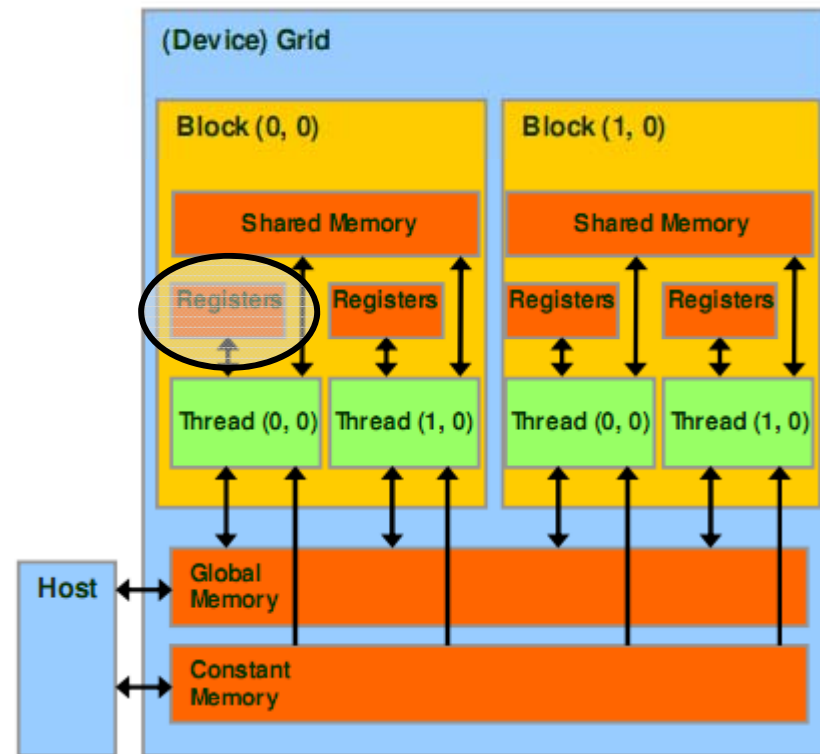 (Device) Grid
Block (0, 0)
Block (1, 0)
Shared Memory
Shared Memory
Registers
Registers
Registers
Registers
Thread (0, 0)
Thread (1, 0)
Thread (0, 0)
Thread (1, 0)
Host
Global
Memory
Constant
Memory